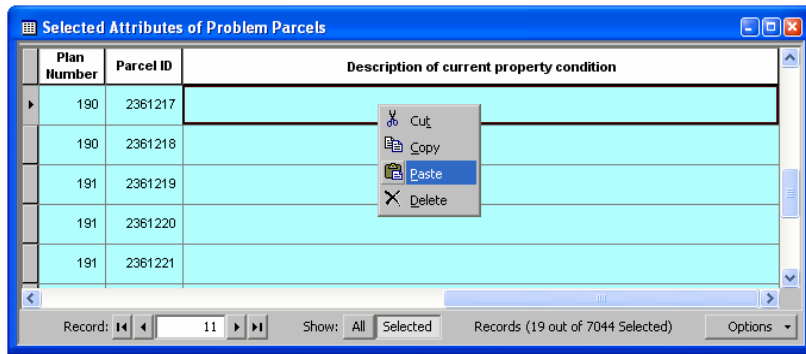 Selected Attributes of Problem Parcels
Plan Number Parcel ID Description of current property condition
190 2361217
190 2361218
191 2361219
191 2361220
191 2361221
Cut
Copy
Paste
Delete
Record: 11 Show: All Selected Records (19 out of 7044 Selected) Options